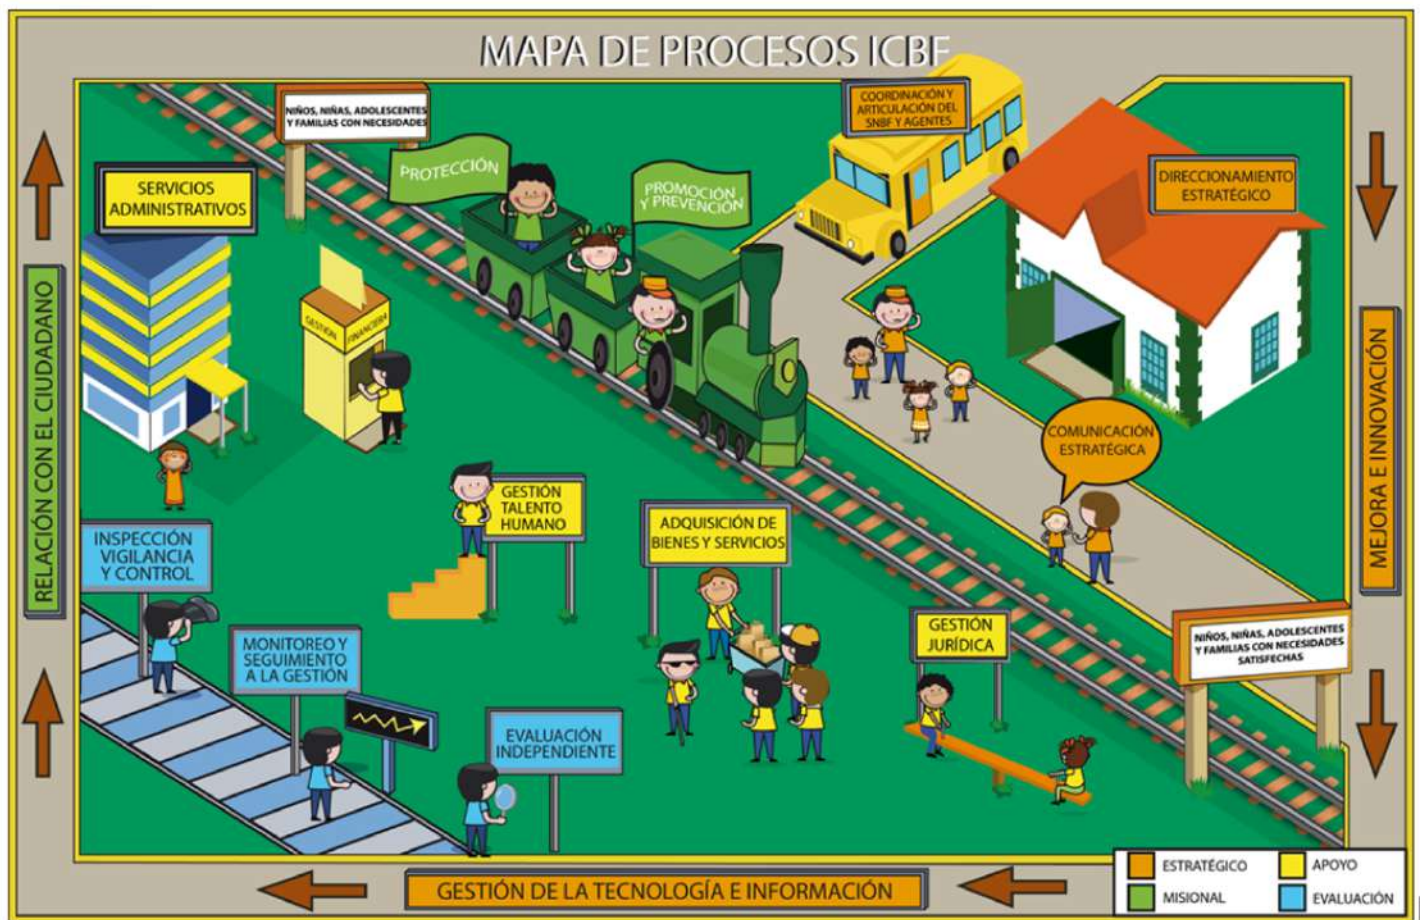 MAPA DE PROCESOS ICBF
NIÑOS, NIÑAS, ADOLESCENTES
Y FAMILIAS CON NECESIDADES
COORDINACIÓN Y
ARTICULACIÓN DEL
SNBF Y AGENTES
PROTECCIÓN
PROMOCIÓN
Y PREVENCIÓN
DIRECCIONAMIENTO
ESTRATÉGICO
SERVICIOS
ADMINISTRATIVOS
GESTIÓN FINANCIERA
RELACIÓN CON EL CIUDADANO
MEJORA E INNOVACIÓN
COMUNICACIÓN
ESTRATÉGICA
GESTIÓN
TALENTO
HUMANO
ADQUISICIÓN DE
BIENES Y SERVICIOS
INSPECCIÓN
VIGILANCIA
Y CONTROL
MONITOREO Y
SEGUIMIENTO
A LA GESTIÓN
GESTIÓN
JURÍDICA
NIÑOS, NIÑAS, ADOLESCENTES
Y FAMILIAS CON NECESIDADES
SATISFECHAS
EVALUACIÓN
INDEPENDIENTE
GESTIÓN DE LA TECNOLOGÍA E INFORMACIÓN
ESTRATÉGICO
APOYO
MISIONAL
EVALUACIÓN